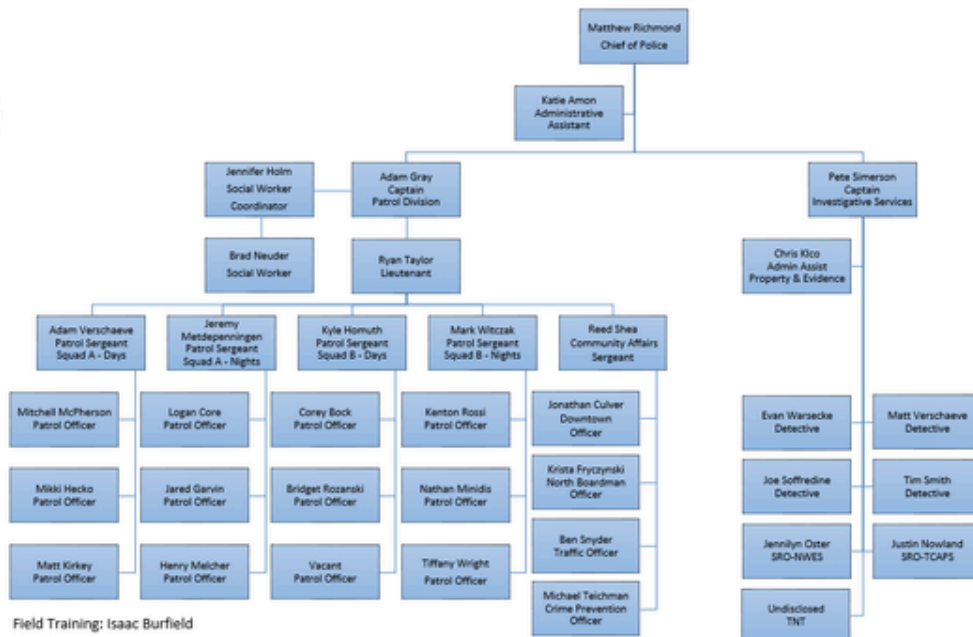 Matthew Richmond
Chief of Police
Katie Amon
Administrative
Assistant
Jennifer Holm
Social Worker
Coordinator
Adam Gray
Captain
Patrol Division
Pete Simerson
Captain
Investigative Services
Brad Neuder
Social Worker
Ryan Taylor
Lieutenant
Chris Klco
Admin Assist
Property & Evidence
Adam Verschaeve
Patrol Sergeant
Squad A - Days
Jeremy
Metdepenningen
Patrol Sergeant
Squad A - Nights
Kyle Homuth
Patrol Sergeant
Squad B - Days
Mark Witczak
Patrol Sergeant
Squad B - Nights
Reed Shea
Community Affairs
Sergeant
Mitchell McPherson
Patrol Officer
Logan Core
Patrol Officer
Corey Bock
Patrol Officer
Kenton Rossi
Patrol Officer
Jonathan Culver
Downtown
Officer
Evan Warsecke
Detective
Matt Verschaeve
Detective
Mikki Hecko
Patrol Officer
Jared Garvin
Patrol Officer
Bridget Rozanski
Patrol Officer
Nathan Minidis
Patrol Officer
Krista Fryczynski
North Boardman
Officer
Joe Soffredine
Detective
Tim Smith
Detective
Matt Kirkey
Patrol Officer
Henry Melcher
Patrol Officer
Vacant
Patrol Officer
Tiffany Wright
Patrol Officer
Ben Snyder
Traffic Officer
Jennilyn Oster
SRO-NWES
Justin Nowland
SRO-TCAPS
Michael Teichman
Crime Prevention
Officer
Undisclosed
TNT
Field Training: Isaac Burfield